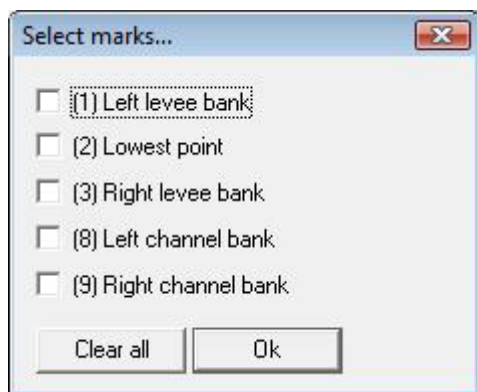 Select marks...
(1) Left levee bank
(2) Lowest point
(3) Right levee bank
(8) Left channel bank
(9) Right channel bank
Clear all Ok